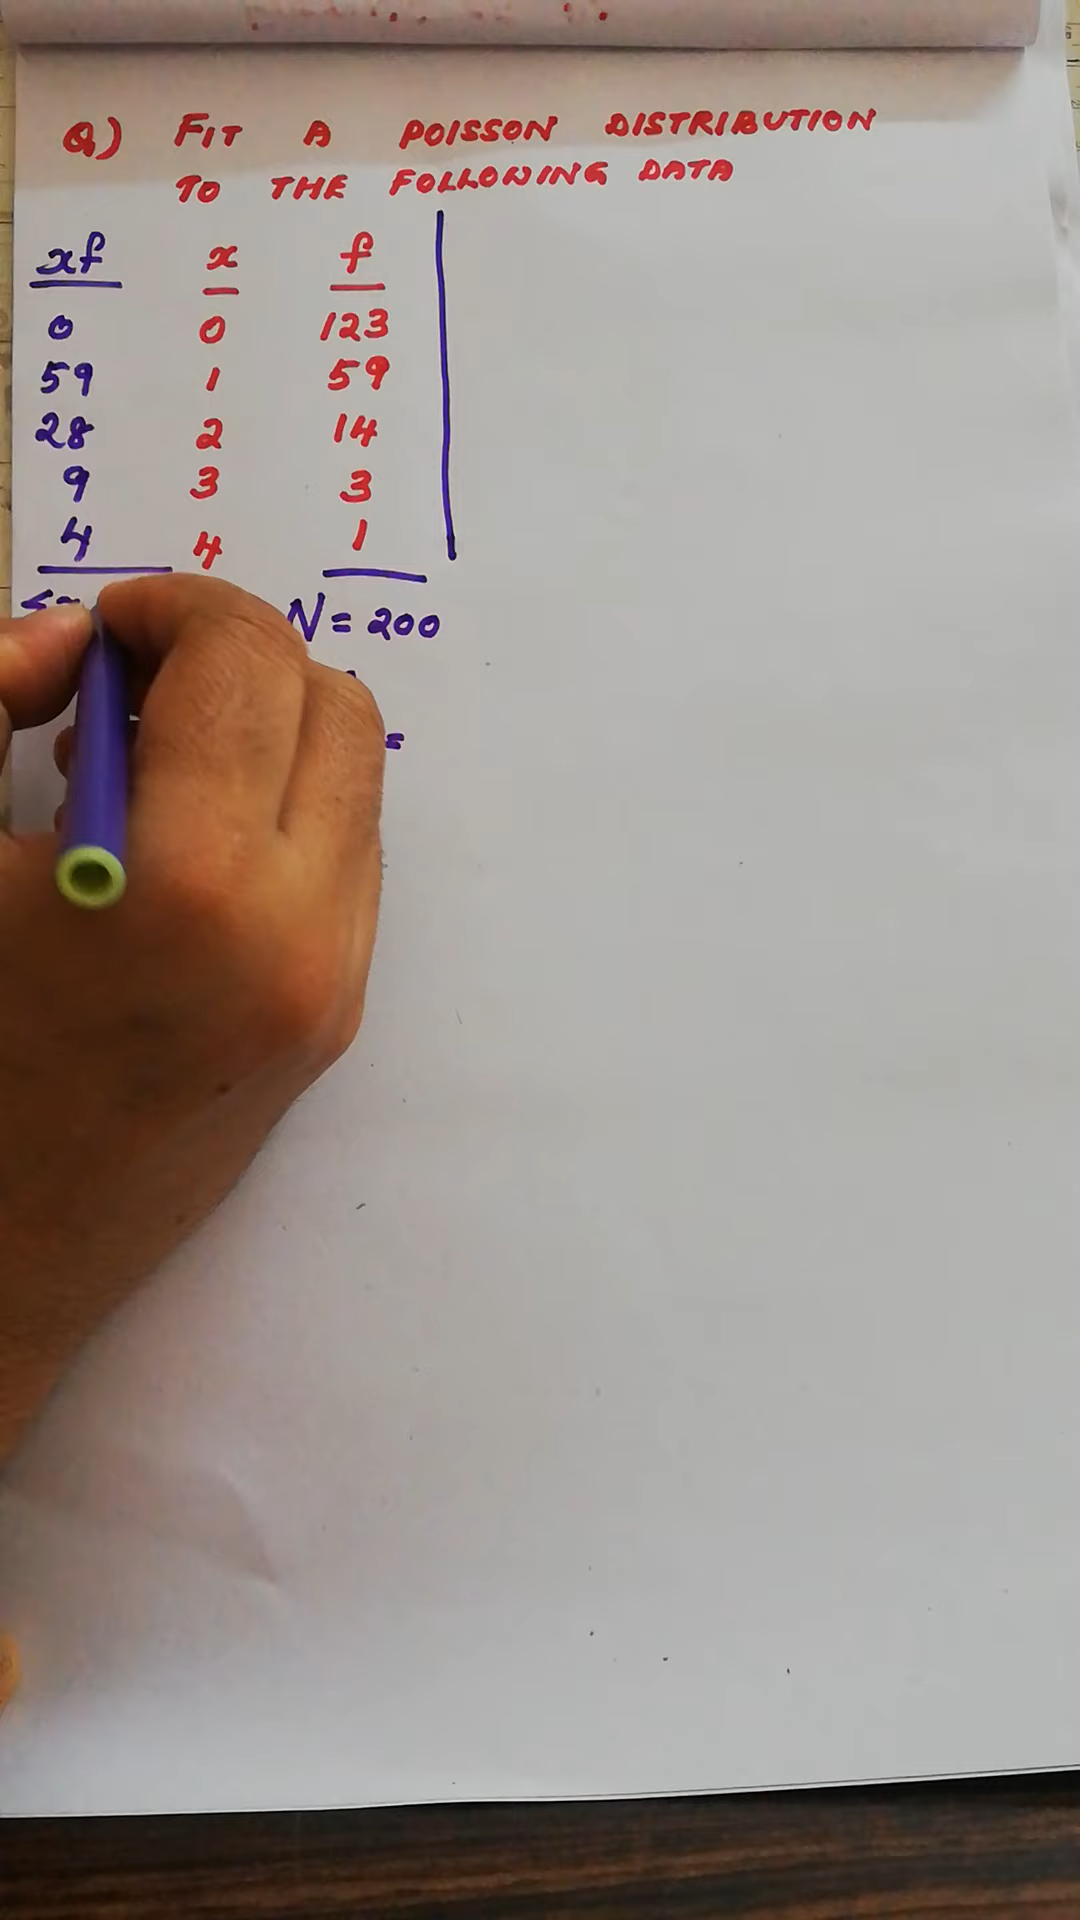 Q) FIT A POISSON DISTRIBUTION
TO THE FOLLOWING DATA
xf x f
0 0 123
59 1 59
28 2 14
9 3 3
4 4 1
N = 200
=